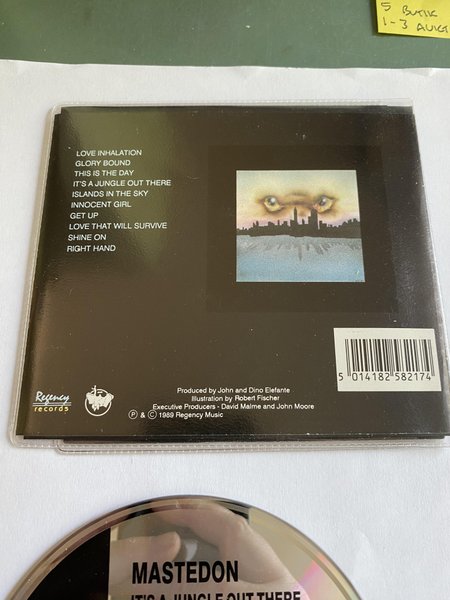 5 BUTIK
1-3 AUKT
LOVE INHALATION
GLORY BOUND
THIS IS THE DAY
IT'S A JUNGLE OUT THERE
ISLANDS IN THE SKY
INNOCENT GIRL
GET UP
LOVE THAT WILL SURVIVE
SHINE ON
RIGHT HAND
5 014182 582174
Regency
records
Produced by John and Dino Elefante
Illustration by Robert Fischer
Executive Producers - David Maime and John Moore
℗ & © 1989 Regency Music
MASTEDON
IT'S A JUNGLE OUT THERE